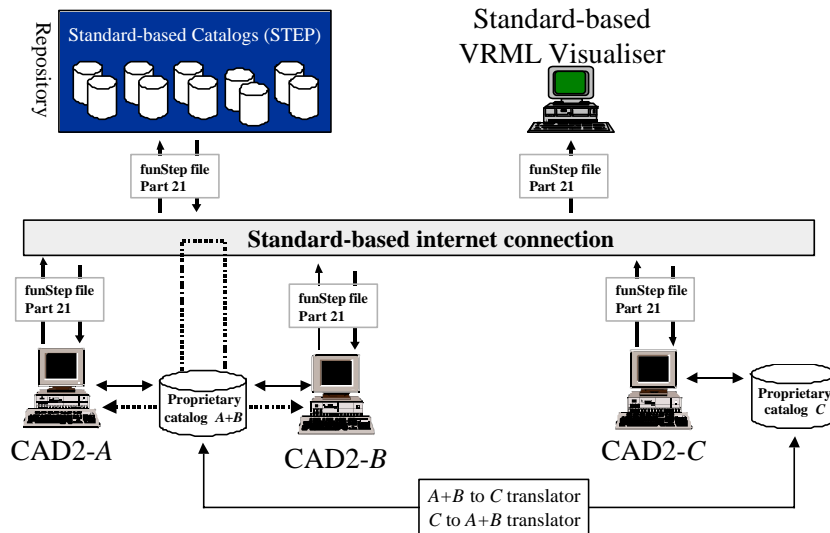 Repository
Standard-based Catalogs (STEP)
Standard-based
VRML Visualiser
funStep file
Part 21
funStep file
Part 21
Standard-based internet connection
funStep file
Part 21
funStep file
Part 21
funStep file
Part 21
Proprietary
catalog A+B
Proprietary
catalog C
CAD2-A
CAD2-B
CAD2-C
A+B to C translator
C to A+B translator